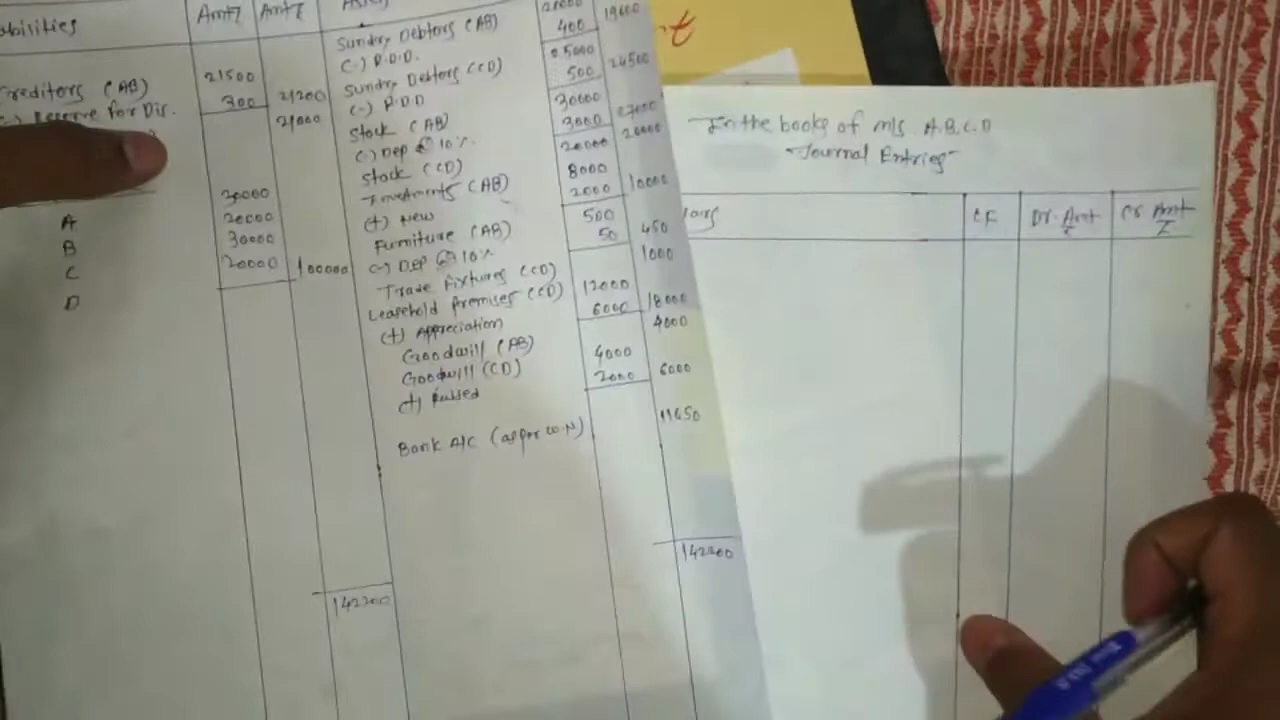 abilities Amt₹ Amt₹
Creditors (AB) 21500
(-) Reserve for Dis. 300 21200
21000
A 30000
B 20000
C 30000
D 20000 100000
142200
Sundry Debtors (AB) 20000
(-) R.D.D. 400 19600
Sundry Debtors (CD) 25000
(-) R.D.D 500 24500
Stock (AB) 30000
(-) Dep @ 10% 3000 27000
Stock (CD) 20000 20000
Investments (AB) 8000
(+) New 2000 10000
Furniture (AB) 500
(-) Dep @ 10% 50 450
Trade Fixtures (CD) 1000
Leasehold Premises (CD) 12000
(+) Appreciation 6000 18000
Goodwill (AB) 4000
Goodwill (CD) 4000
(+) Raised 2000 6000
Bank A/C (as per W.N) 11650
142200
In the books of M/s. A.B.C.D
Journal Entries
Dr. Amt ₹ Cr Amt ₹